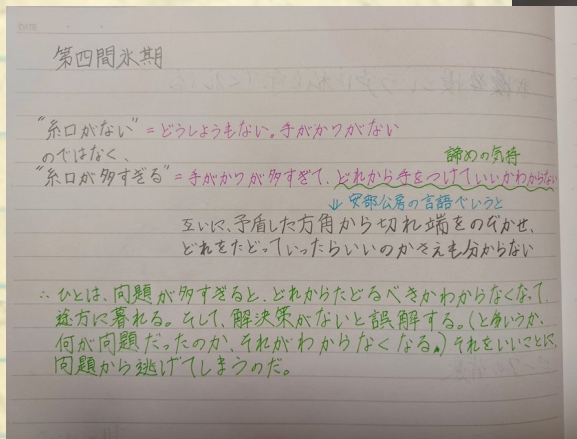 第四間氷期
"糸口がない"=どうしようもない。手がかりがない
のではなく、
諦めの気持
"糸口が多すぎる"=手がかりが多すぎて、どれから手をつけていいかわからない
↓安部公房の言語でいうと
互いに、矛盾した方角から切れ端をのぞかせ、
どれをたどっていったらいいのかさえも分からない
∴ひとは、問題が多すぎると、どれからたどるべきかわからなくなって、
途方に暮れる。そして、解決策がないと誤解する。(と多いうか、
何が問題だったのか、それがわからなくなる。)それをいいことに、
問題から逃げてしまうのだ。